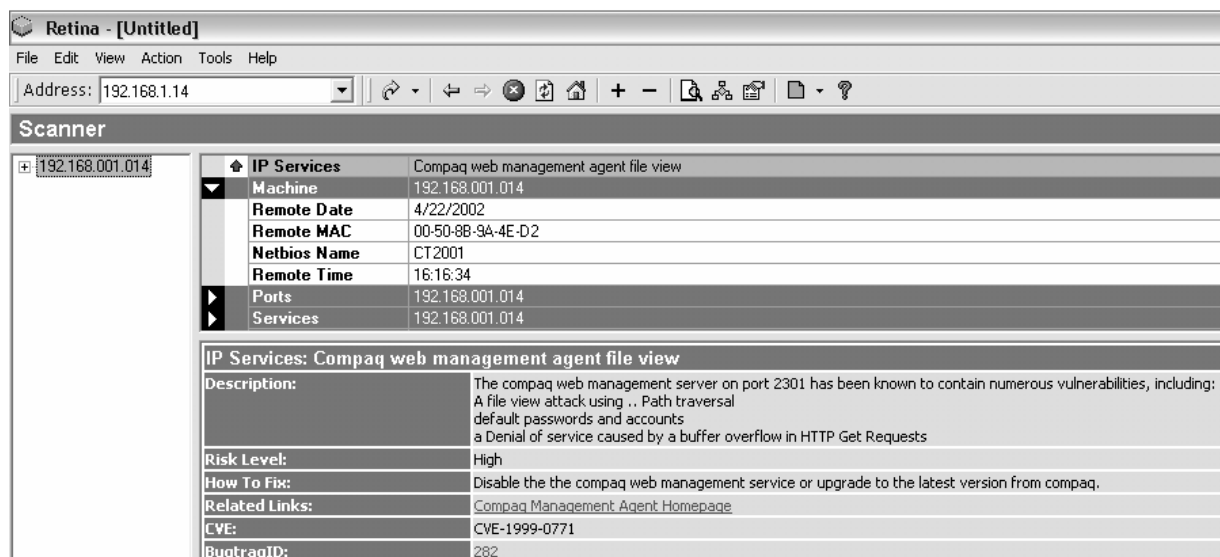 Retina - [Untitled]
File Edit View Action Tools Help
Address: 192.168.1.14
Scanner
192.168.001.014
IP Services Compaq web management agent file view
Machine 192.168.001.014
Remote Date 4/22/2002
Remote MAC 00-50-8B-9A-4E-D2
Netbios Name CT2001
Remote Time 16:16:34
Ports 192.168.001.014
Services 192.168.001.014
IP Services: Compaq web management agent file view
Description: The compaq web management server on port 2301 has been known to contain numerous vulnerabilities, including:
A file view attack using .. Path traversal
default passwords and accounts
a Denial of service caused by a buffer overflow in HTTP Get Requests
Risk Level: High
How To Fix: Disable the the compaq web management service or upgrade to the latest version from compaq.
Related Links: Compaq Management Agent Homepage
CVE: CVE-1999-0771
BugtraqID: 282